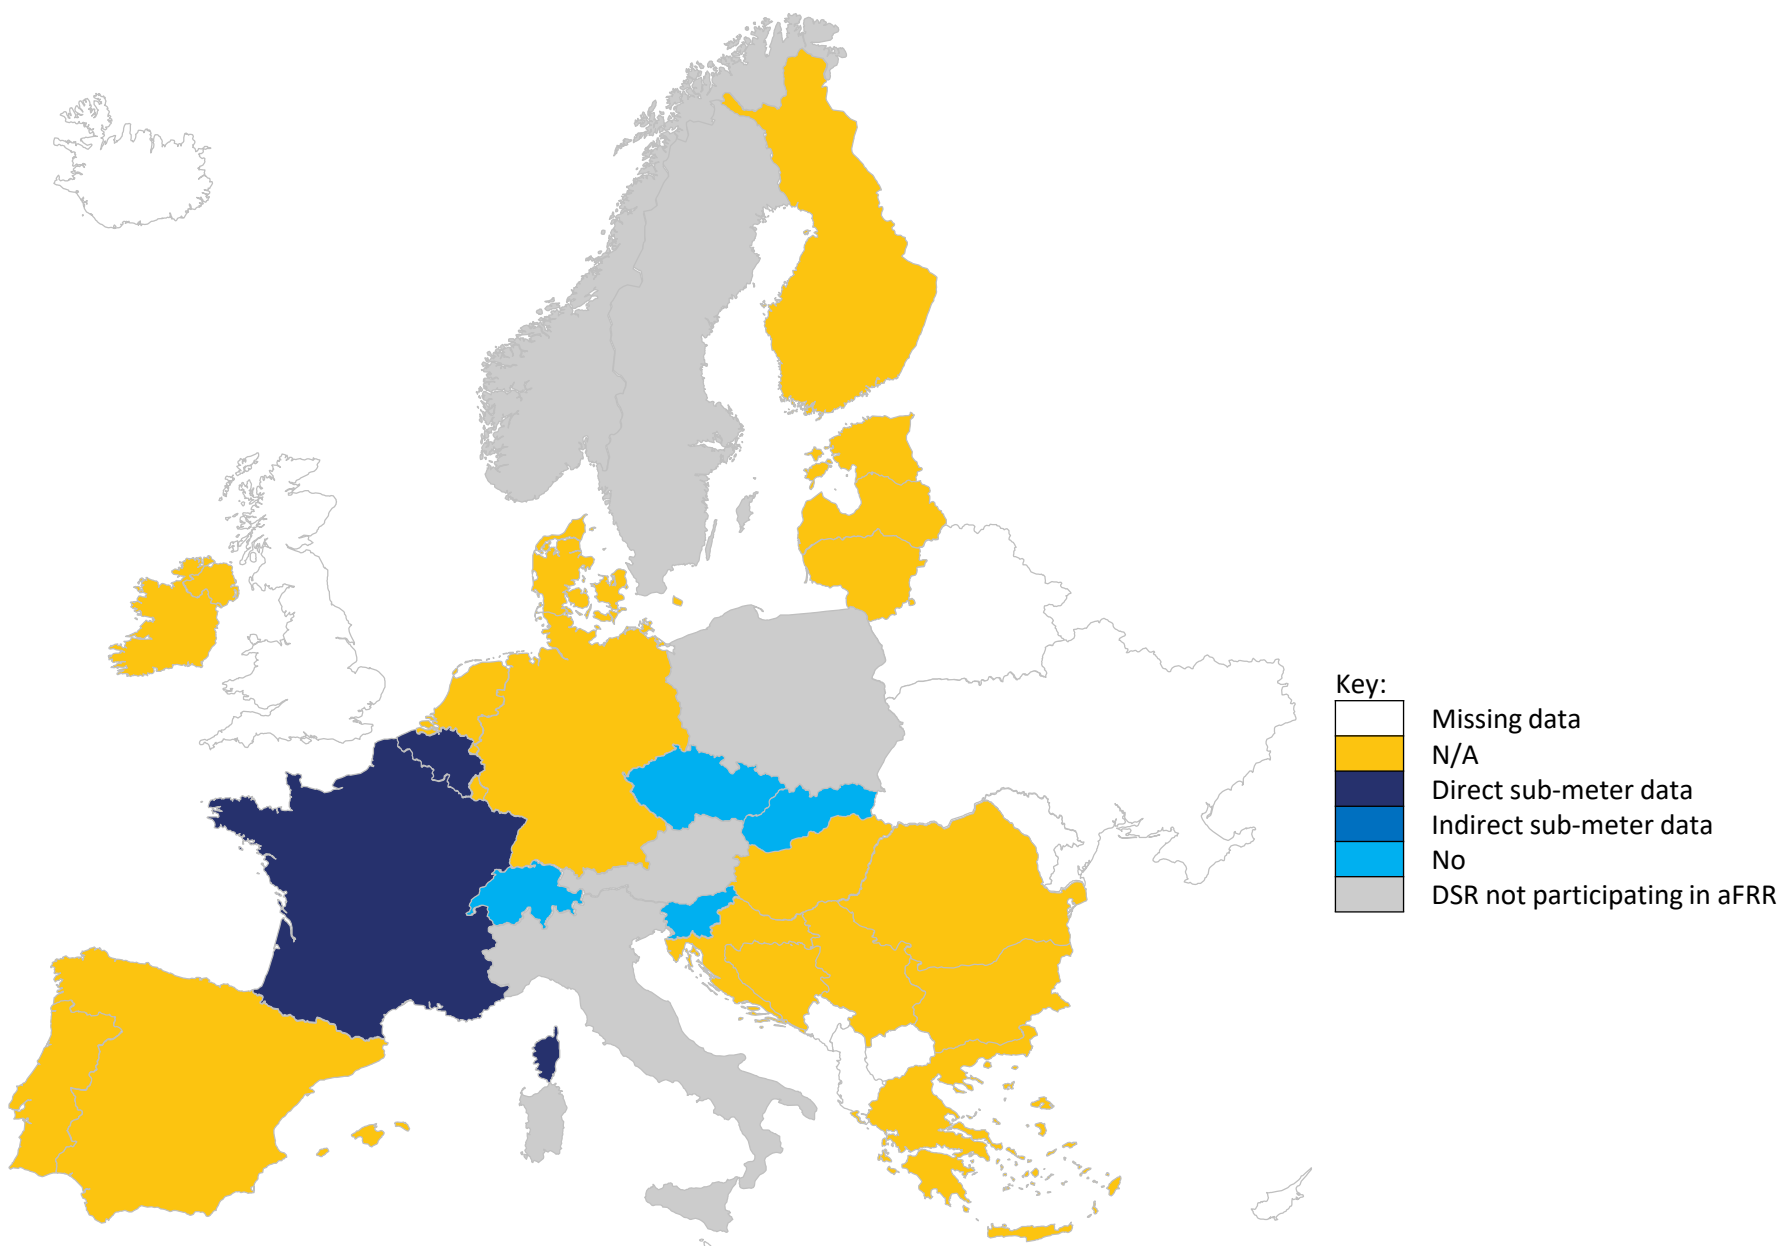 Key:
Missing data
N/A
Direct sub-meter data
Indirect sub-meter data
No
DSR not participating in aFRR